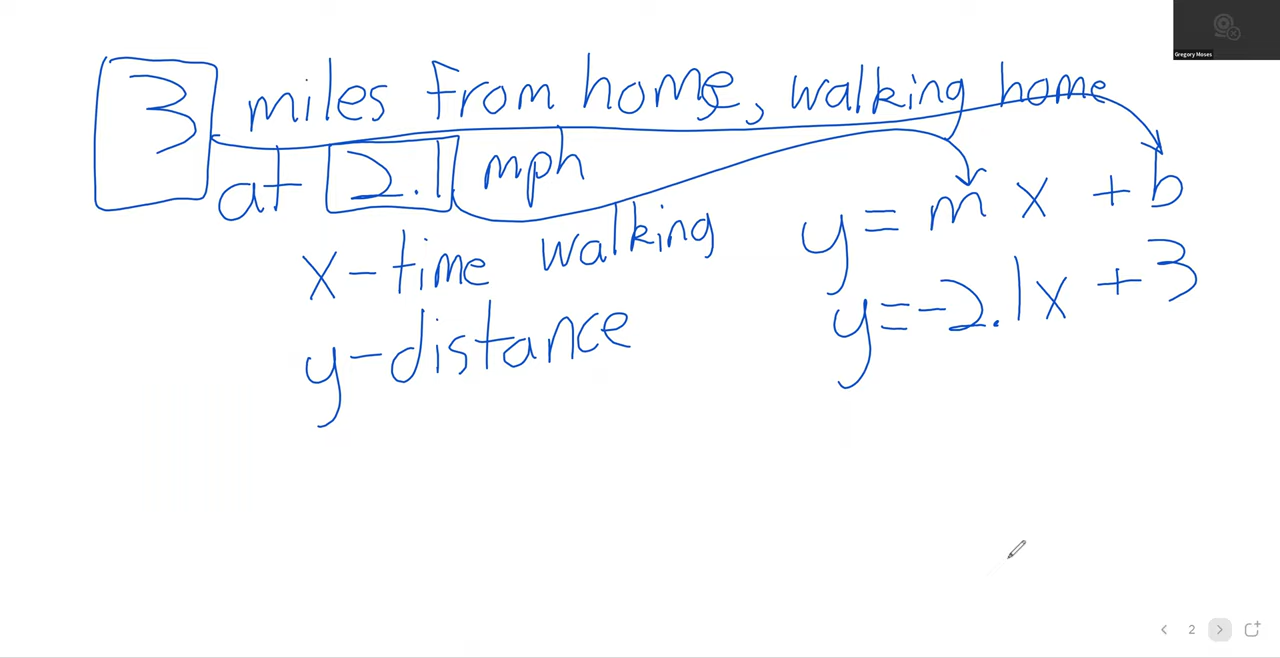 Gregory Moses
3 miles from home, walking home
at 2.1 mph
x-time walking
y = mx + b
y-distance
y=-2.1x +3
2